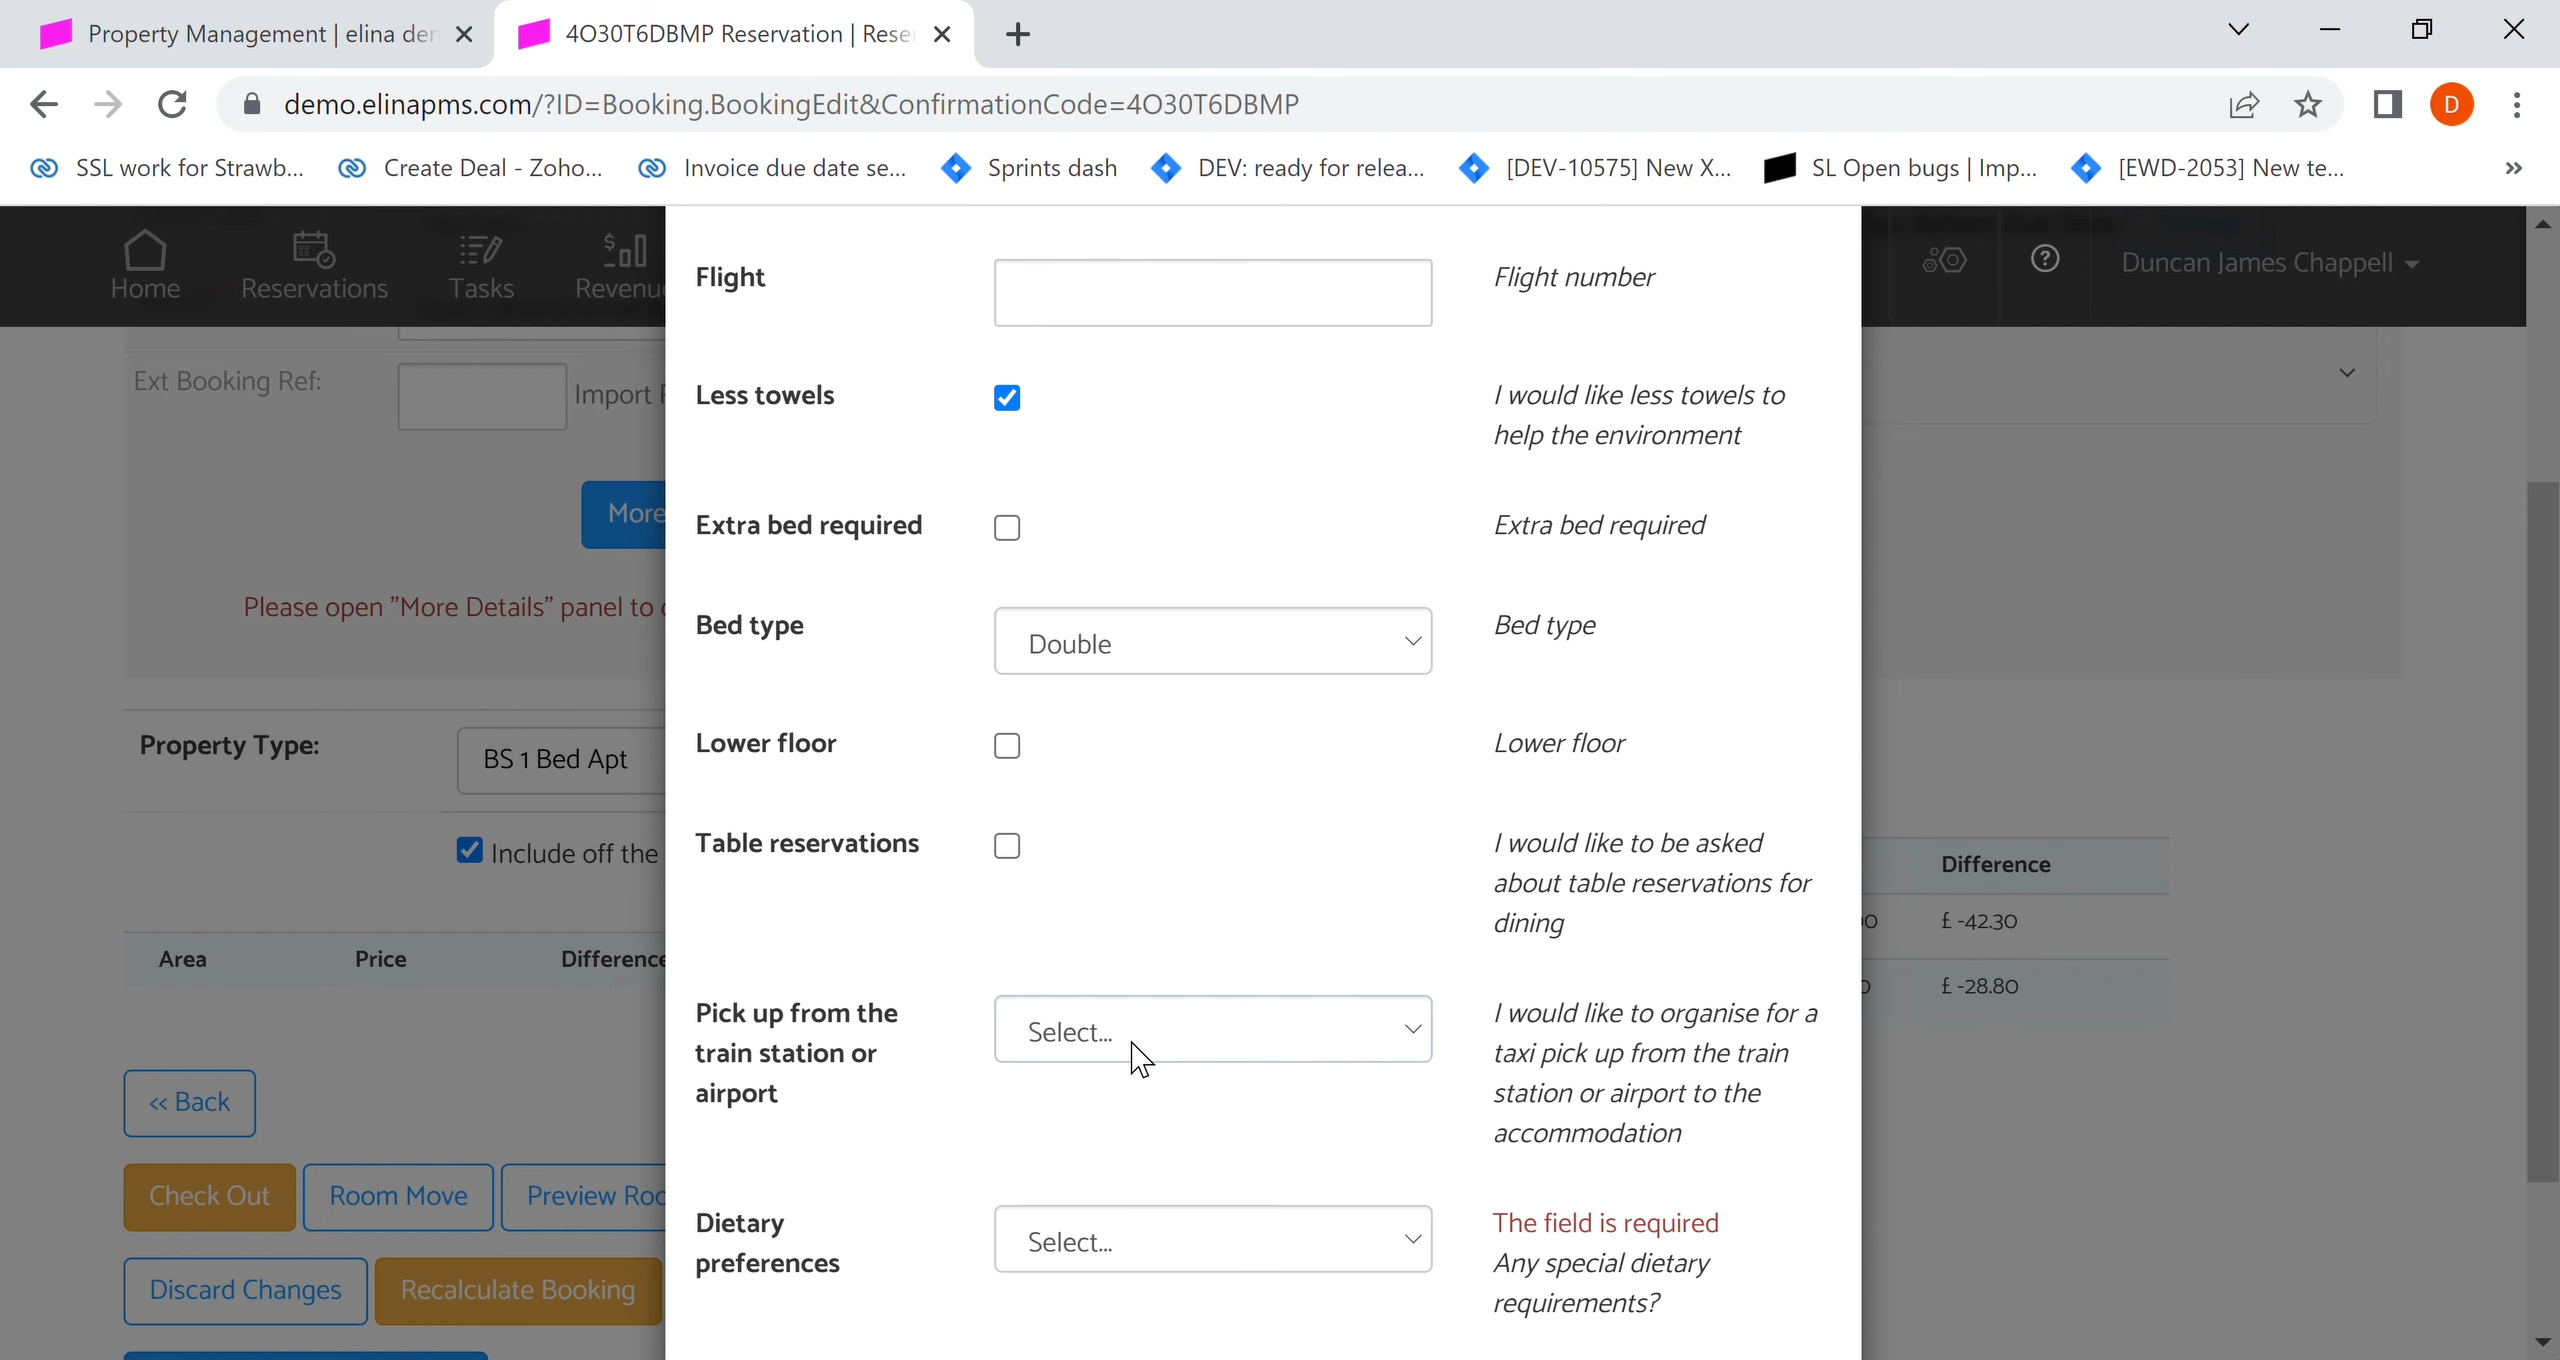 Property Management | elina de
4O30T6DBMP Reservation | Rese
demo.elinapms.com/?ID=Booking.BookingEdit&ConfirmationCode=4O30T6DBMP
D
SSL work for Strawb...
Create Deal - Zoho...
Invoice due date se...
Sprints dash
DEV: ready for relea...
[DEV-10575] New X...
SL Open bugs | Imp...
[EWD-2053] New te...
»
Home
Reservations
Tasks
Revenu
Duncan James Chappell
Flight
Flight number
Ext Booking Ref:
Import
Less towels
I would like less towels to
help the environment
More
Extra bed required
Extra bed required
Please open "More Details" panel to
Bed type
Double
Bed type
Property Type:
BS 1 Bed Apt
Lower floor
Lower floor
Include off the
Table reservations
I would like to be asked
about table reservations for
dining
Difference
£ -42.30
£ -28.80
Area
Price
Difference
Pick up from the
train station or
airport
Select...
I would like to organise for a
taxi pick up from the train
station or airport to the
accommodation
<< Back
Check Out
Room Move
Preview Roo
Dietary
preferences
Select...
The field is required
Any special dietary
requirements?
Discard Changes
Recalculate Booking